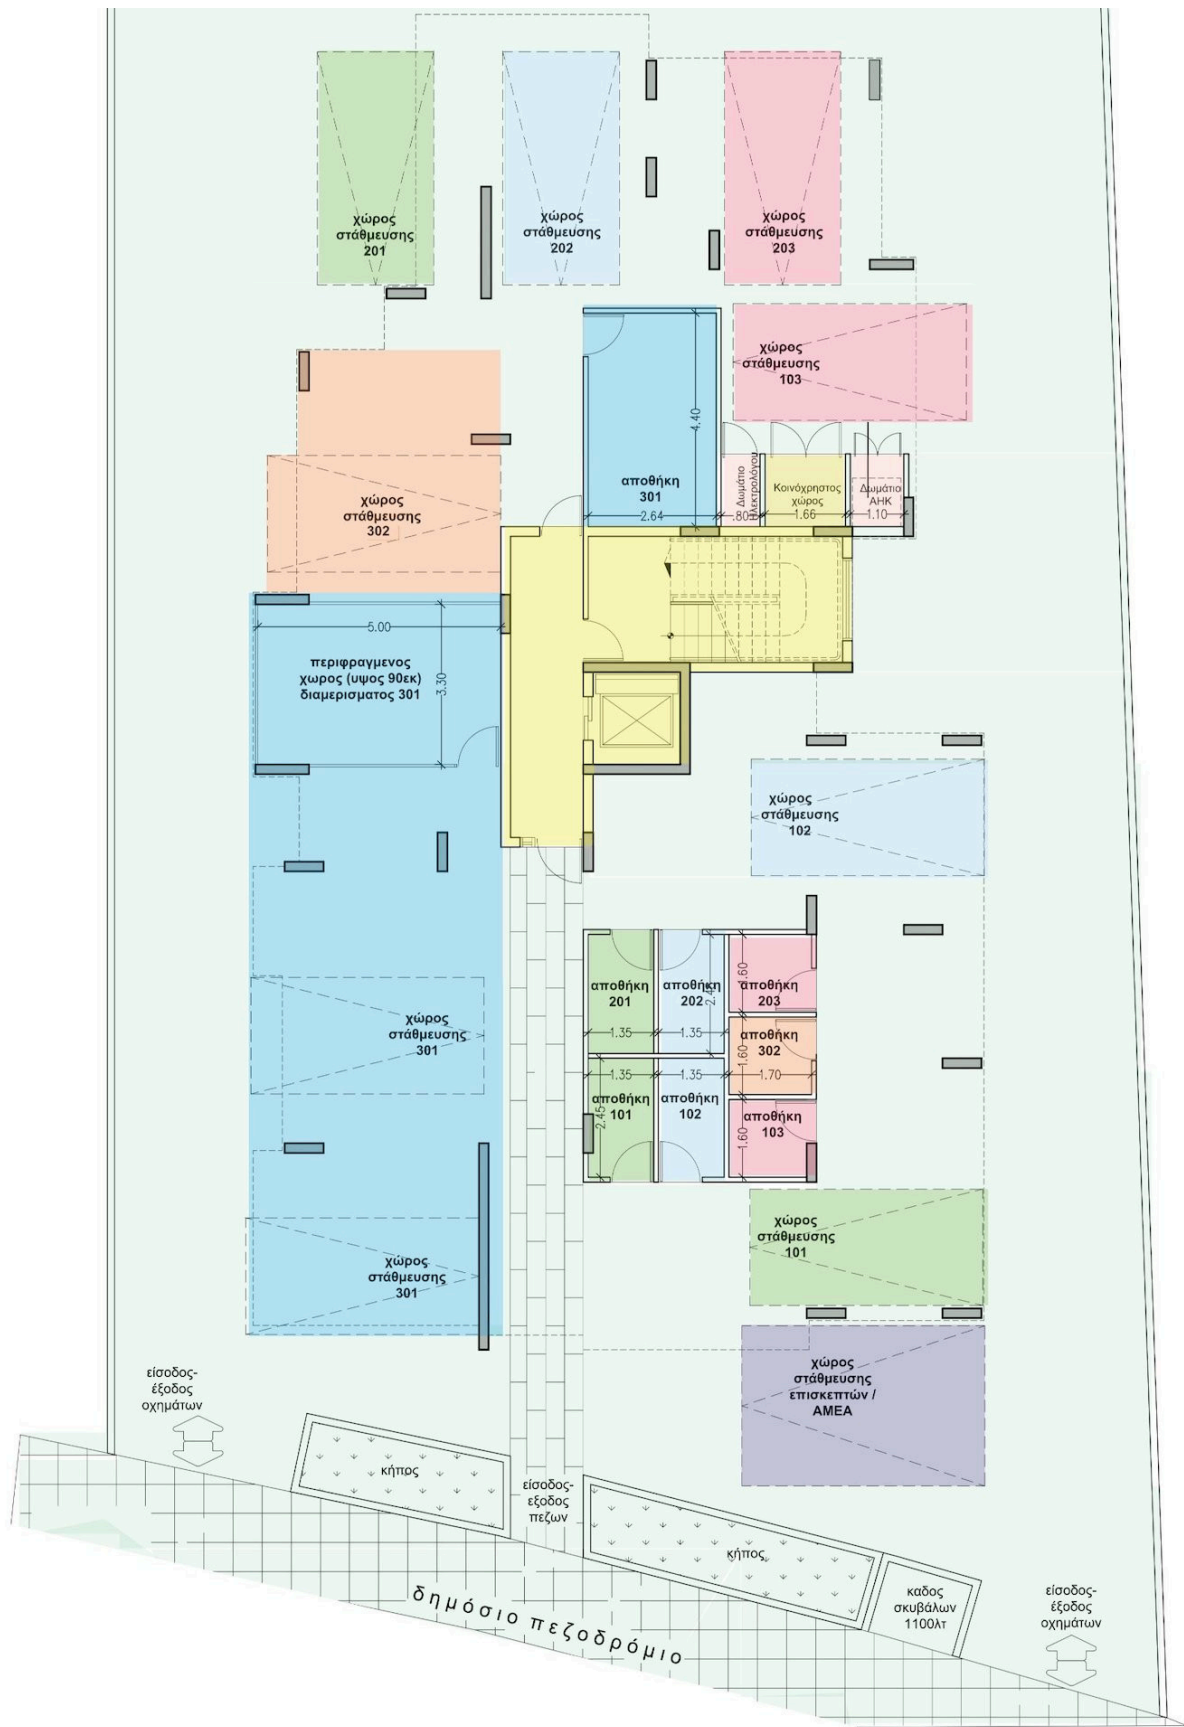 χώρος
στάθμευσης
201
χώρος
στάθμευσης
202
χώρος
στάθμευσης
203
χώρος
στάθμευσης
103
4.40
αποθήκη
301
2.64
Δωμάτιο
Ηλεκτρολόγου
.80
Κοινόχρηστος
χώρος
1.66
Δωμάτιο
ΑΗΚ
1.10
χώρος
στάθμευσης
302
5.00
περιφραγμενος
χωρος (υψος 90εκ)
διαμερισματος 301
3.30
χώρος
στάθμευσης
102
αποθήκη
201
1.35
αποθήκη
202
1.35
αποθήκη
203
1.60
αποθήκη
302
1.60
1.70
1.35
αποθήκη
101
2.45
1.35
αποθήκη
102
αποθήκη
103
1.60
χώρος
στάθμευσης
301
χώρος
στάθμευσης
101
χώρος
στάθμευσης
301
χώρος
στάθμευσης
επισκεπτών /
ΑΜΕΑ
είσοδος-
έξοδος
οχημάτων
κήπος
είσοδος-
εξοδος
πεζων
κήπος
καδος
σκυβάλων
1100λτ
είσοδος-
έξοδος
οχημάτων
δημόσιο πεζοδρόμιο